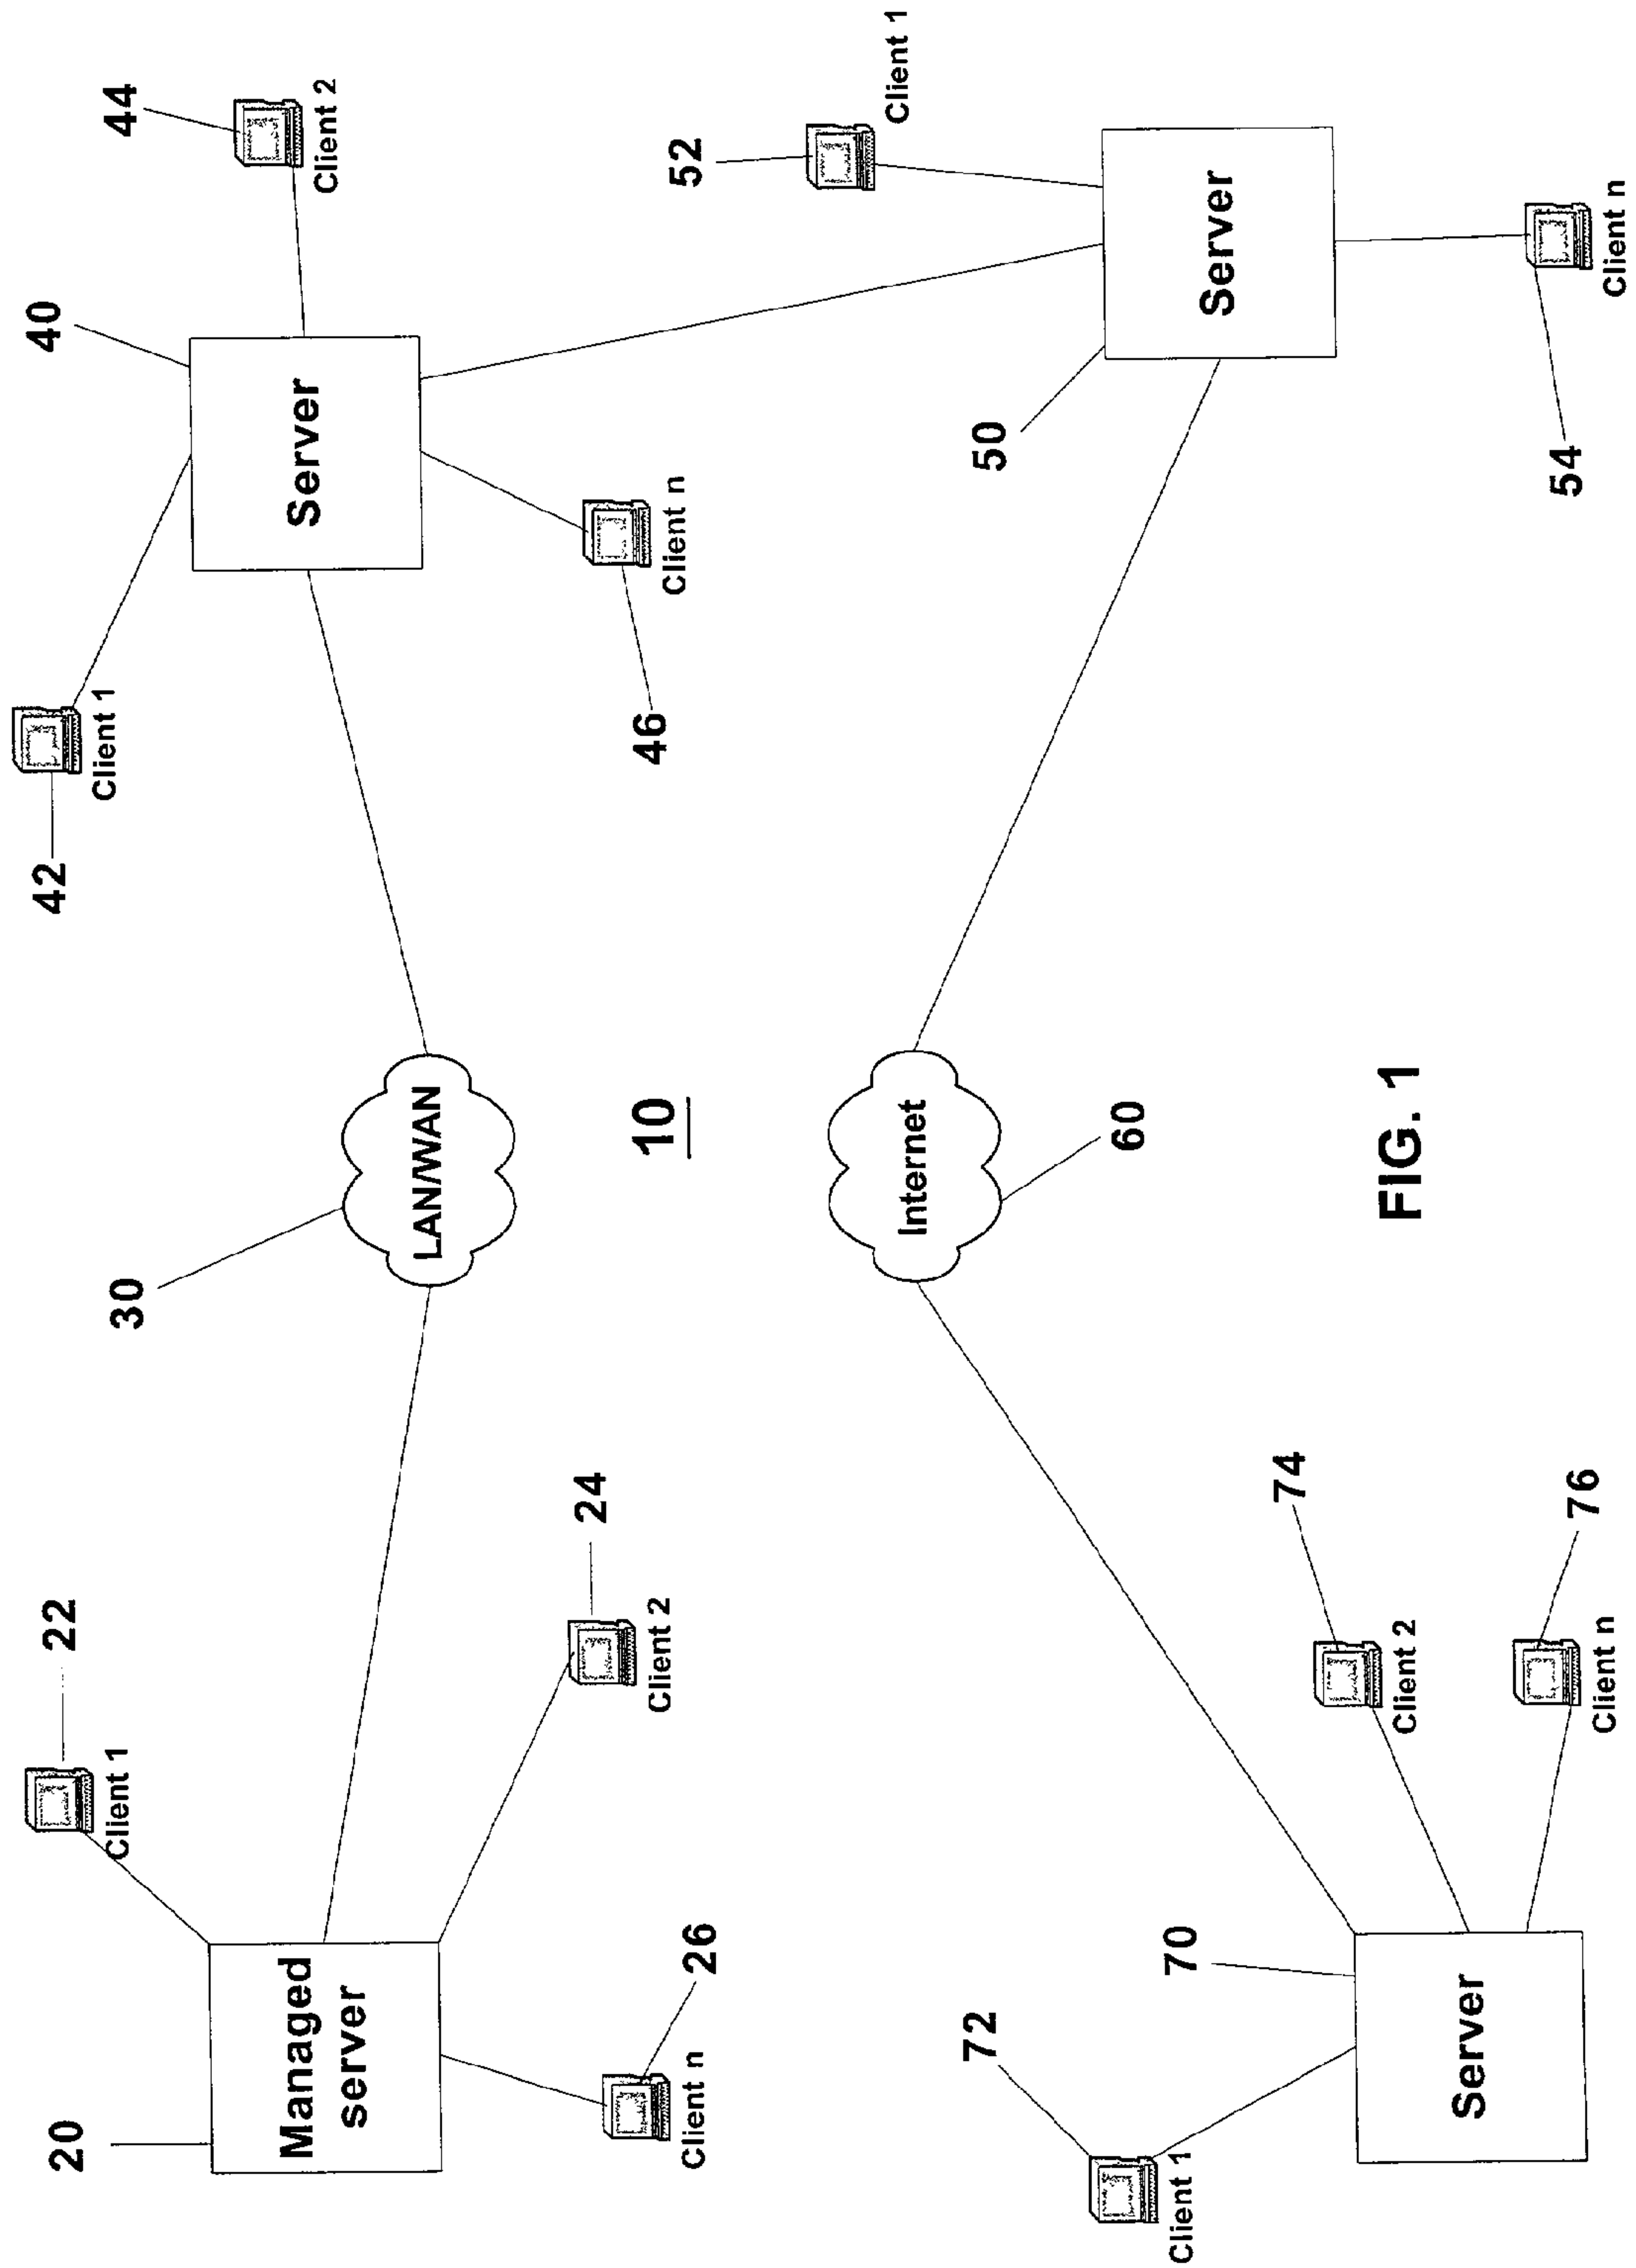 20
Managed
server
22
Client 1
24
Client 2
26
Client n
30
LAN/WAN
42
Client 1
40
Server
44
Client 2
46
Client n
10
72
Client 1
70
Server
74
Client 2
76
Client n
Internet
60
52
Client 1
50
Server
54
Client n
FIG. 1